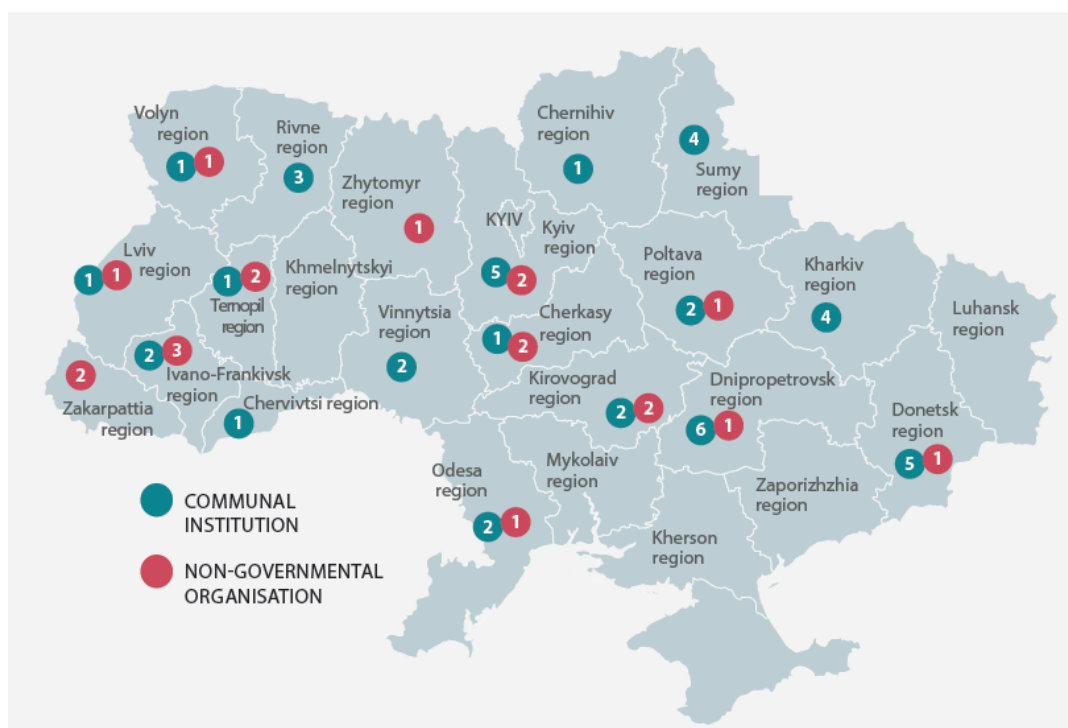 Volyn
region
1
1
Rivne
region
3
Zhytomyr
region
1
Chernihiv
region
1
4
Sumy
region
KYIV
Kyiv
region
5
2
Lviv
region
1
1
1
2
Ternopil
region
Khmelnytskyi
region
Vinnytsia
region
2
Cherkasy
region
1
2
Poltava
region
2
1
Kharkiv
region
4
Luhansk
region
2
Zakarpattia
region
2
3
Ivano-Frankivsk
region
Chervivtsi region
1
Kirovograd
region
2
2
Dnipropetrovsk
region
6
1
Donetsk
region
5
1
Odesa
region
2
1
Mykolaiv
region
Zaporizhzhia
region
Kherson
region
COMMUNAL
INSTITUTION
NON-GOVERNMENTAL
ORGANISATION